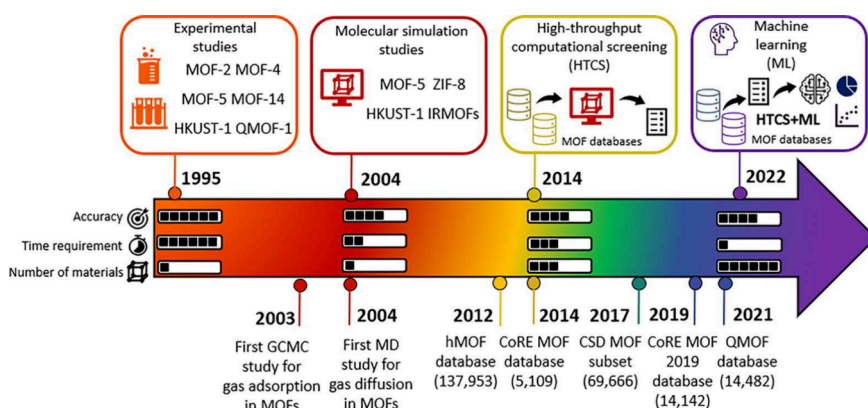 Experimental
studies
MOF-2 MOF-4
MOF-5 MOF-14
HKUST-1 QMOF-1
Molecular simulation
studies
MOF-5 ZIF-8
HKUST-1 IRMOFs
High-throughput
computational screening
(HTCS)
MOF databases
Machine
learning
(ML)
HTCS+ML
MOF databases
1995
2004
2014
2022
Accuracy
Time requirement
Number of materials
2003
First GCMC
study for
gas adsorption
in MOFs
2004
First MD
study for
gas diffusion
in MOFs
2012
hMOF
database
(137,953)
2014
CoRE MOF
database
(5,109)
2017
CSD MOF
subset
(69,666)
2019
CoRE MOF
2019
database
(14,142)
2021
QMOF
database
(14,482)